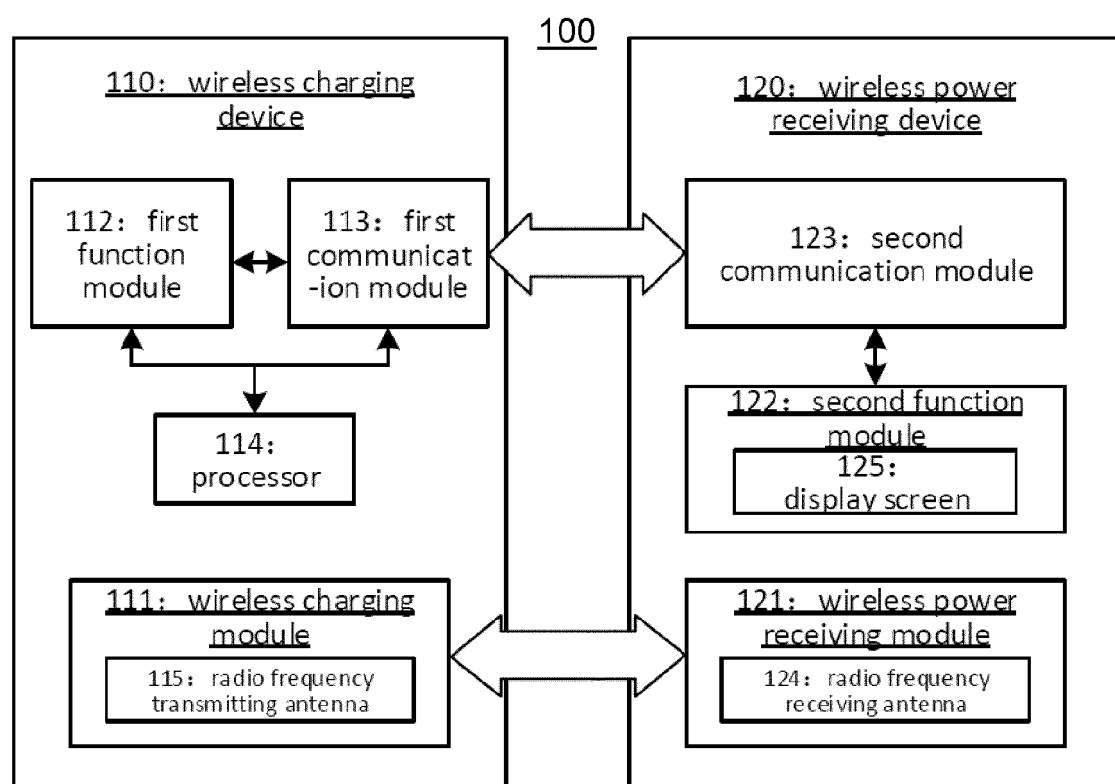 100
110： wireless charging
device
112： first
function
module
113： first
communicat
-ion module
114：
processor
111： wireless charging
module
115：radio frequency
transmitting antenna
120： wireless power
receiving device
123： second
communication module
122： second function
module
125：
display screen
121： wireless power
receiving module
124：radio frequency
receiving antenna